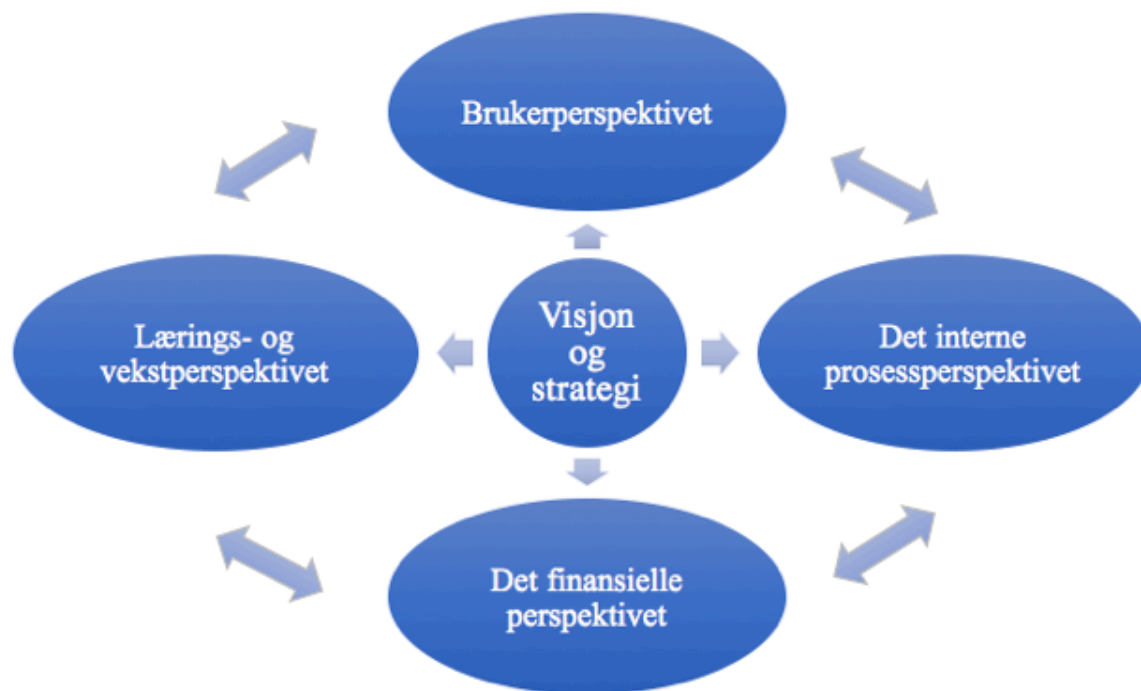 Brukerperspektivet
Lærings- og
vekstperspektivet
Visjon
og
strategi
Det interne
prosessperspektivet
Det finansielle
perspektivet